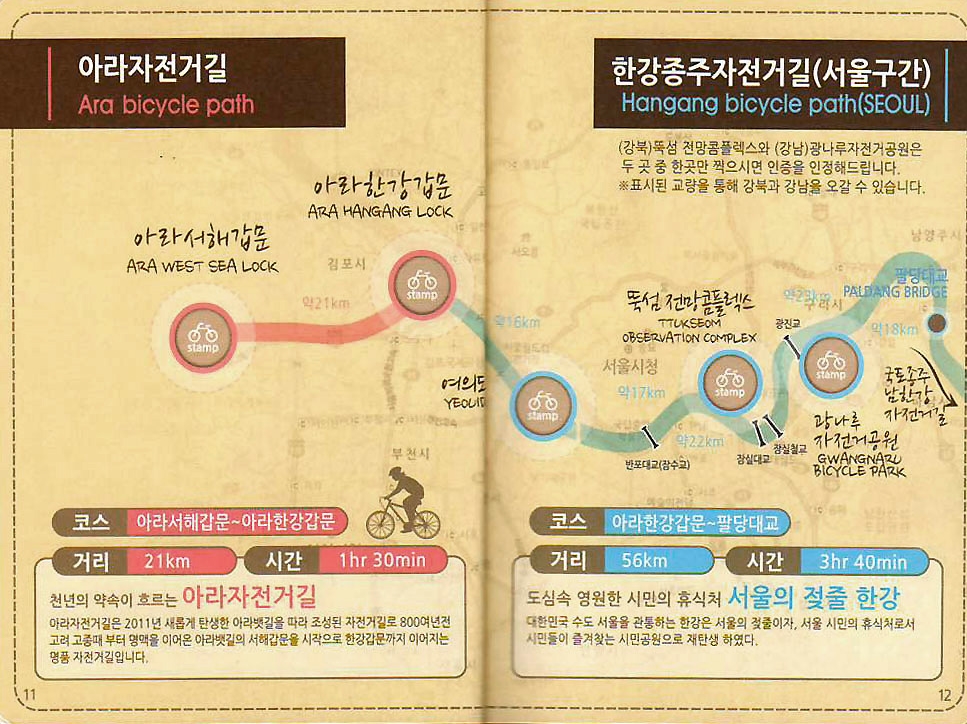 아라자전거길
Ara bicycle path
아라한강갑문
ARA HANGANG LOCK
아라서해갑문
ARA WEST SEA LOCK
김포시
약21km
stamp
stamp
부천시
코스 아라서해갑문~아라한강갑문
거리 21km 시간 1hr 30min
천년의 약속이 흐르는 아라자전거길
아라자전거길은 2011년 새롭게 탄생한 아라뱃길을 따라 조성된 자전거길로 800여년전
고려 고종때 부터 명맥을 이어온 아라뱃길의 서해갑문을 시작으로 한강갑문까지 이어지는
명품 자전거길입니다.
11
한강종주자전거길(서울구간)
Hangang bicycle path(SEOUL)
(강북)뚝섬 전망콤플렉스와 (강남)광나루자전거공원은
두 곳 중 한곳만 찍으시면 인증을 인정해드립니다.
※표시된 교량을 통해 강북과 강남을 오갈 수 있습니다.
남양주시
팔당대교
PALDANG BRIDGE
구리시
약18km
약16km
뚝섬 전망콤플렉스
TTUKSEOM
OBSERVATION COMPLEX
광진교
서울시청
여의도
YEOUID
stamp
stamp
stamp
약17km
약22km
반포대교(잠수교)
잠실대교
잠실철교
광나루
자전거공원
GWANGNARU
BICYCLE PARK
국토종주
남한강
자전거길
코스 아라한강갑문~팔당대교
거리 56km 시간 3hr 40min
도심속 영원한 시민의 휴식처 서울의 젖줄 한강
대한민국 수도 서울을 관통하는 한강은 서울의 젖줄이자, 서울 시민의 휴식처로서
시민들이 즐겨찾는 시민공원으로 재탄생 하였다.
12